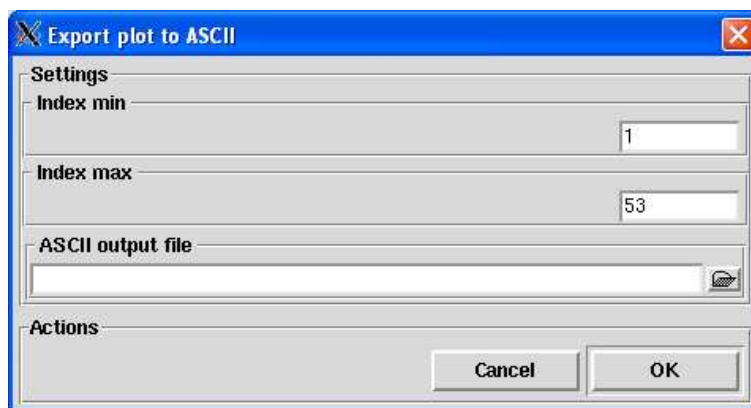 Export plot to ASCII
Settings
Index min
1
Index max
53
ASCII output file
Actions
Cancel OK